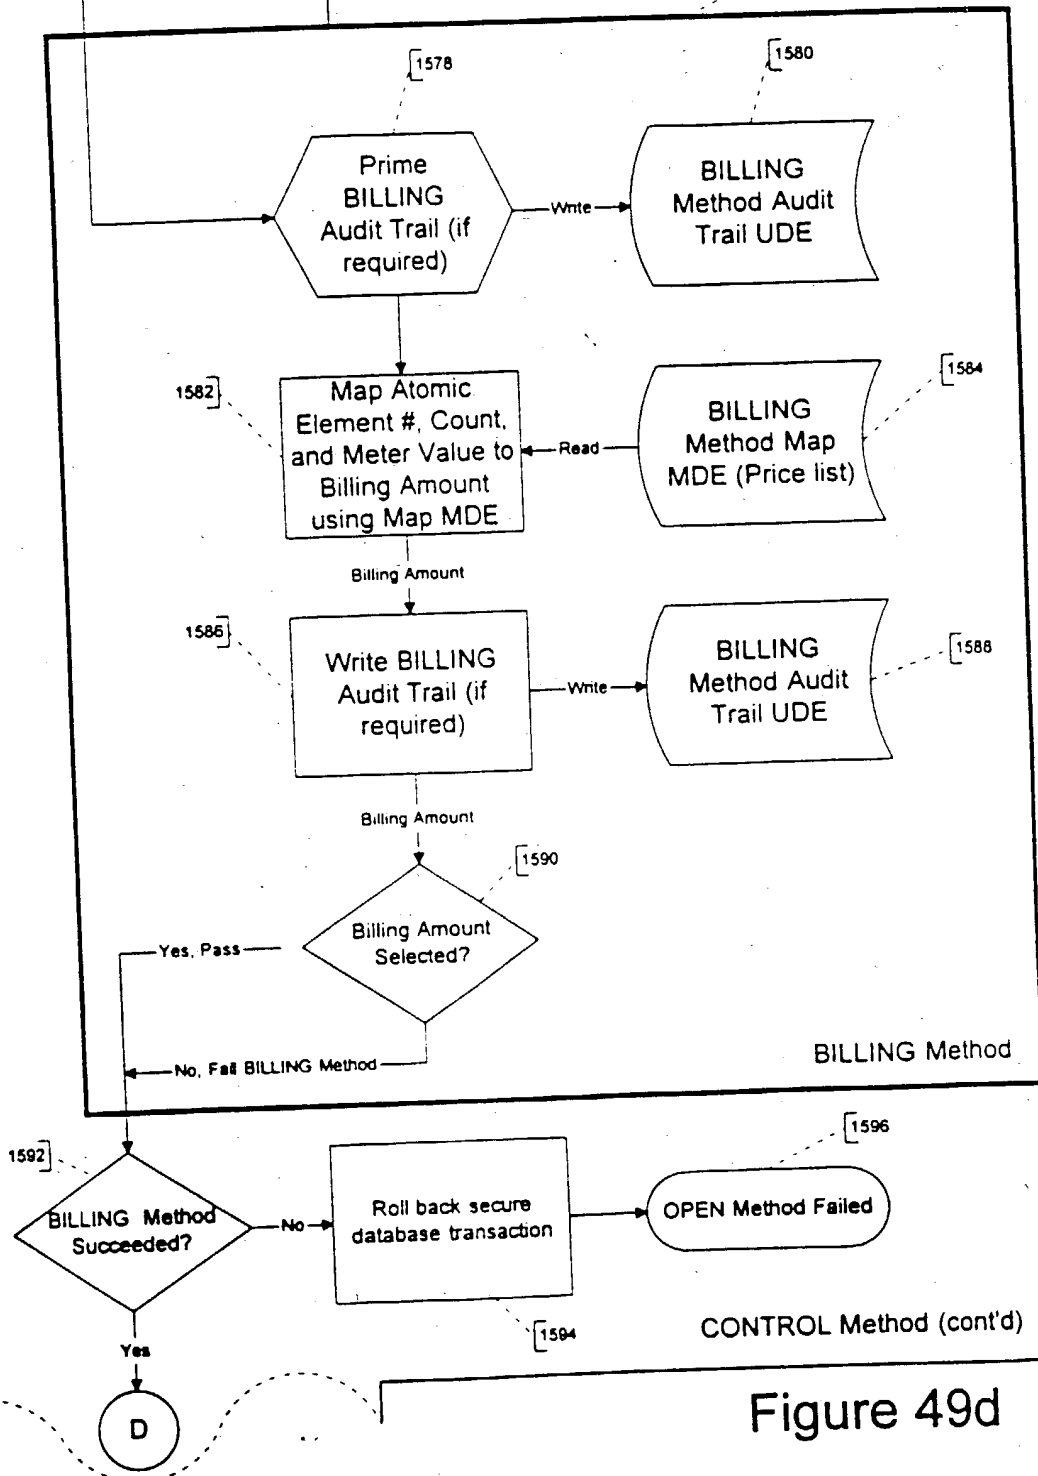 1578
1580
Prime
BILLING
Audit Trail (if
required)
Write
BILLING
Method Audit
Trail UDE
1582
Map Atomic
Element #, Count,
and Meter Value to
Billing Amount
using Map MDE
Read
1584
BILLING
Method Map
MDE (Price list)
Billing Amount
1586
Write BILLING
Audit Trail (if
required)
Write
BILLING
Method Audit
Trail UDE
1588
Billing Amount
1590
Billing Amount
Selected?
Yes, Pass
No, Fail BILLING Method
BILLING Method
1592
BILLING Method
Succeeded?
No
Roll back secure
database transaction
1594
1596
OPEN Method Failed
CONTROL Method (cont'd)
Yes
D
Figure 49d